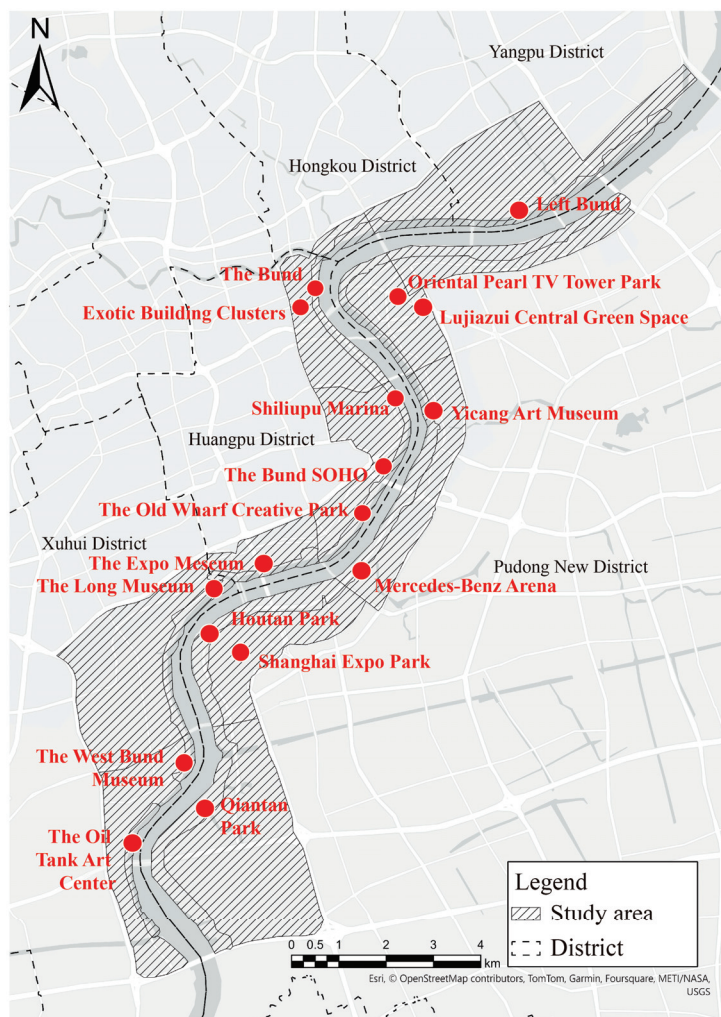 N
Yangpu District
Hongkou District
Left Bund
The Bund
Oriental Pearl TV Tower Park
Exotic Building Clusters
Lujiazui Central Green Space
Shiliupu Marina
Yicang Art Museum
Huangpu District
The Bund SOHO
The Old Wharf Creative Park
Xuhui District
The Expo Meseum
Pudong New District
The Long Museum
Mercedes-Benz Arena
Houtan Park
Shanghai Expo Park
The West Bund
Museum
Qiantan
Park
The Oil
Tank Art
Center
Legend
Study area
District
0 0.5 1 2 3 4
km
Esri, © OpenStreetMap contributors, TomTom, Garmin, Foursquare, METI/NASA,
USGS